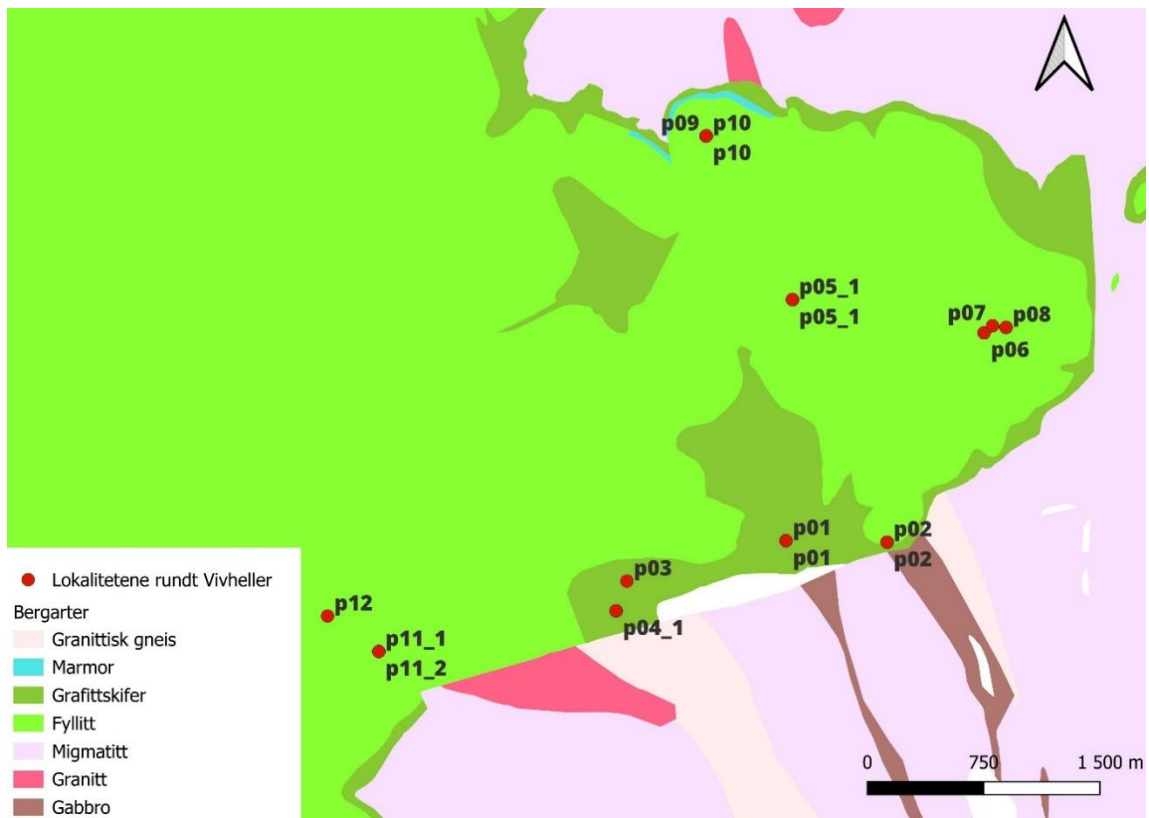 p09 p10
p10
p05_1
p05_1
p07 p08
p06
p01
p01
p02
p02
p03
p04_1
p12
p11_1
p11_2
Lokalitetene rundt Vivheller
Bergarter
Granittisk gneis
Marmor
Grafittskifer
Fyllitt
Migmatitt
Granitt
Gabbro
0 750 1 500 m